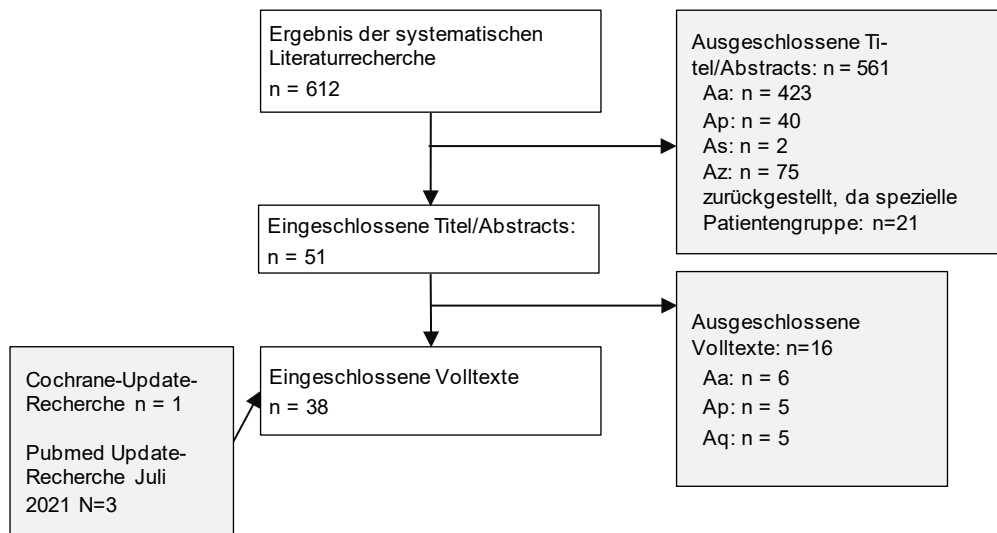 Ergebnis der systematischen
Literaturrecherche
n = 612
Ausgeschlossene Ti-
tel/Abstracts: n = 561
Aa: n = 423
Ap: n = 40
As: n = 2
Az: n = 75
zurückgestellt, da spezielle
Patientengruppe: n=21
Eingeschlossene Titel/Abstracts:
n = 51
Ausgeschlossene
Volltexte: n=16
Aa: n = 6
Ap: n = 5
Aq: n = 5
Cochrane-Update-
Recherche n = 1
Pubmed Update-
Recherche Juli
2021 N=3
Eingeschlossene Volltexte
n = 38